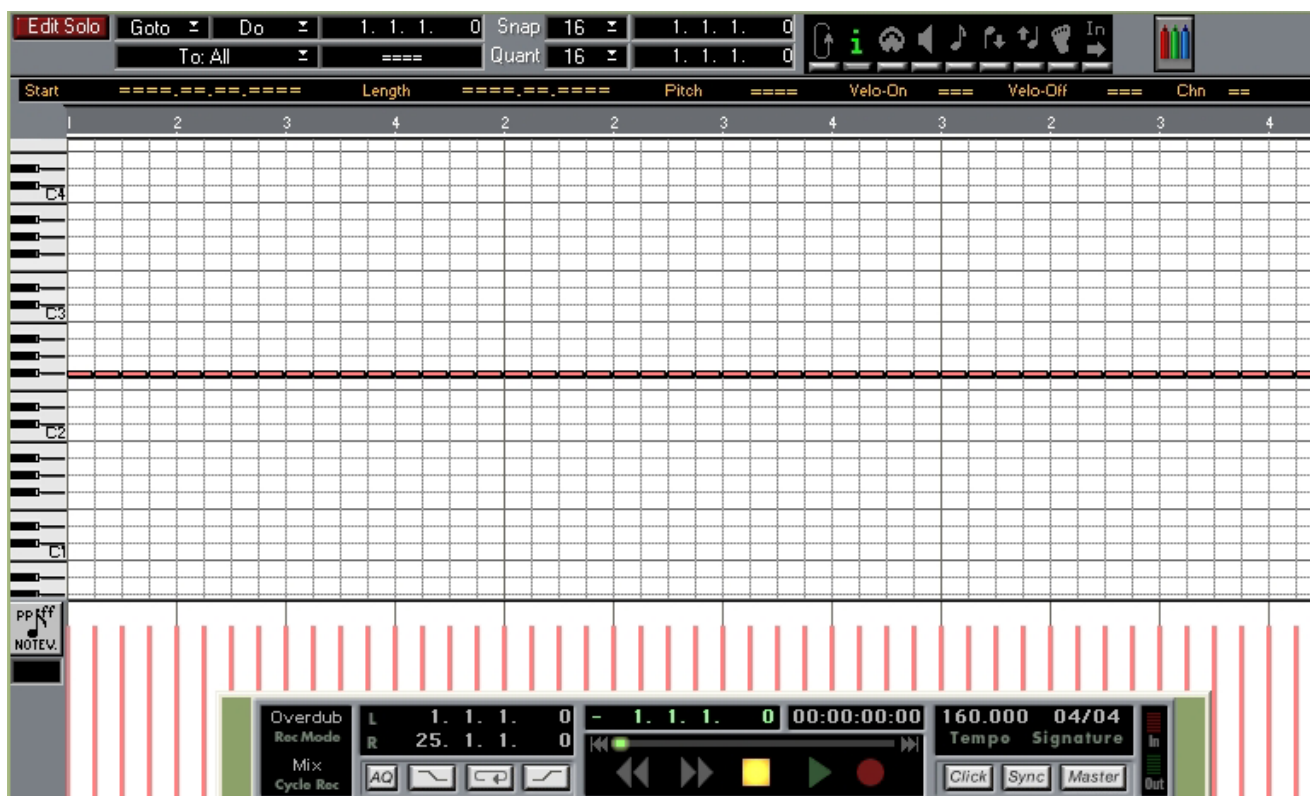 Edit Solo Goto Do 1. 1. 1. 0 Snap 16 1. 1. 1. 0 In
To: All ==== Quant 16 1. 1. 1. 0
Start ====.==.==.==== Length ====.==.==== Pitch ==== Velo-On === Velo-Off === Chn ==
1 2 3 4 2 2 3 4 3 2 3 4
C4
C3
C2
C1
PP ff
NOTEV.
Overdub L 1. 1. 1. 0 - 1. 1. 1. 0 00:00:00:00 160.000 04/04
Rec Mode R 25. 1. 1. 0 Tempo Signature In
Mix
Cycle Rec AQ Click Sync Master Out